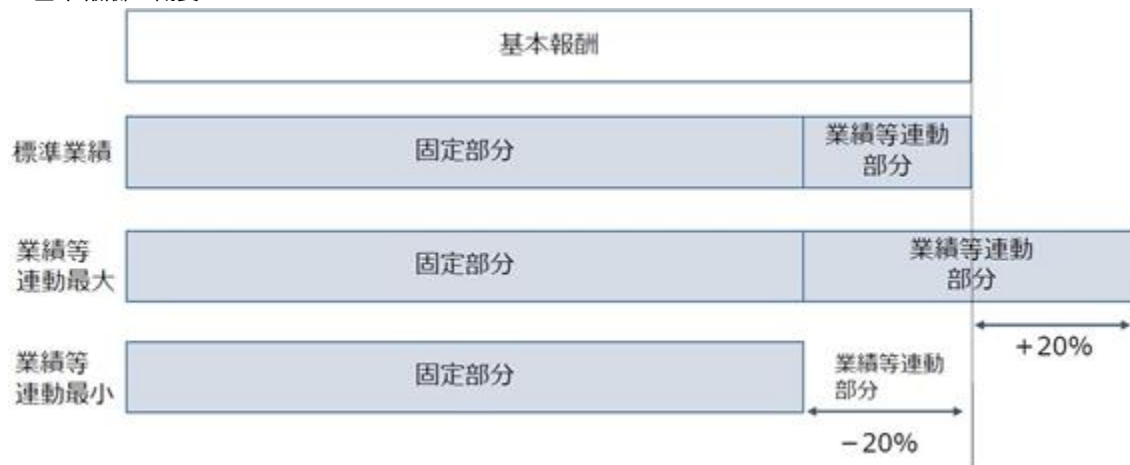 基本報酬
標準業績
固定部分
業績等連動
部分
業績等
連動最大
固定部分
業績等連動
部分
+20%
業績等
連動最小
固定部分
業績等連動
部分
−20%